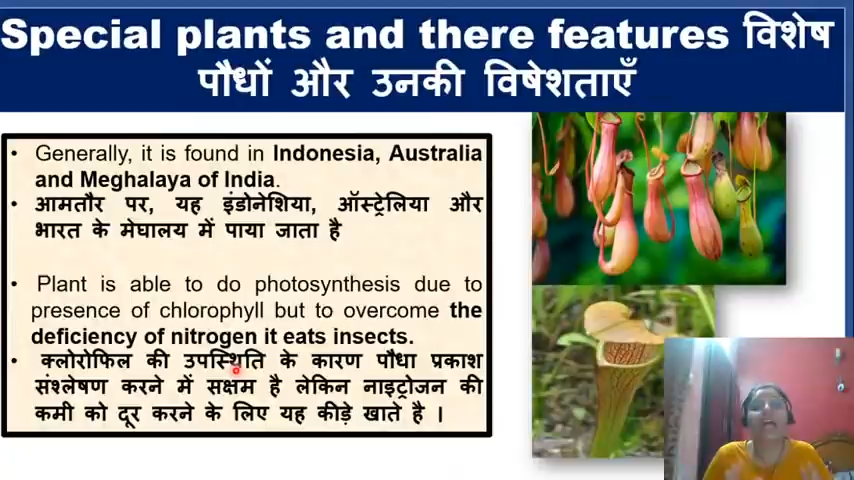 Special plants and there features विशेष
पौधों और उनकी विषेशताएँ
• Generally, it is found in Indonesia, Australia
and Meghalaya of India.
• आमतौर पर, यह इंडोनेशिया, ऑस्ट्रेलिया और
भारत के मेघालय में पाया जाता है
• Plant is able to do photosynthesis due to
presence of chlorophyll but to overcome the
deficiency of nitrogen it eats insects.
• क्लोरोफिल की उपस्थिति के कारण पौधा प्रकाश
संश्लेषण करने में सक्षम है लेकिन नाइट्रोजन की
कमी को दूर करने के लिए यह कीड़े खाते है ।